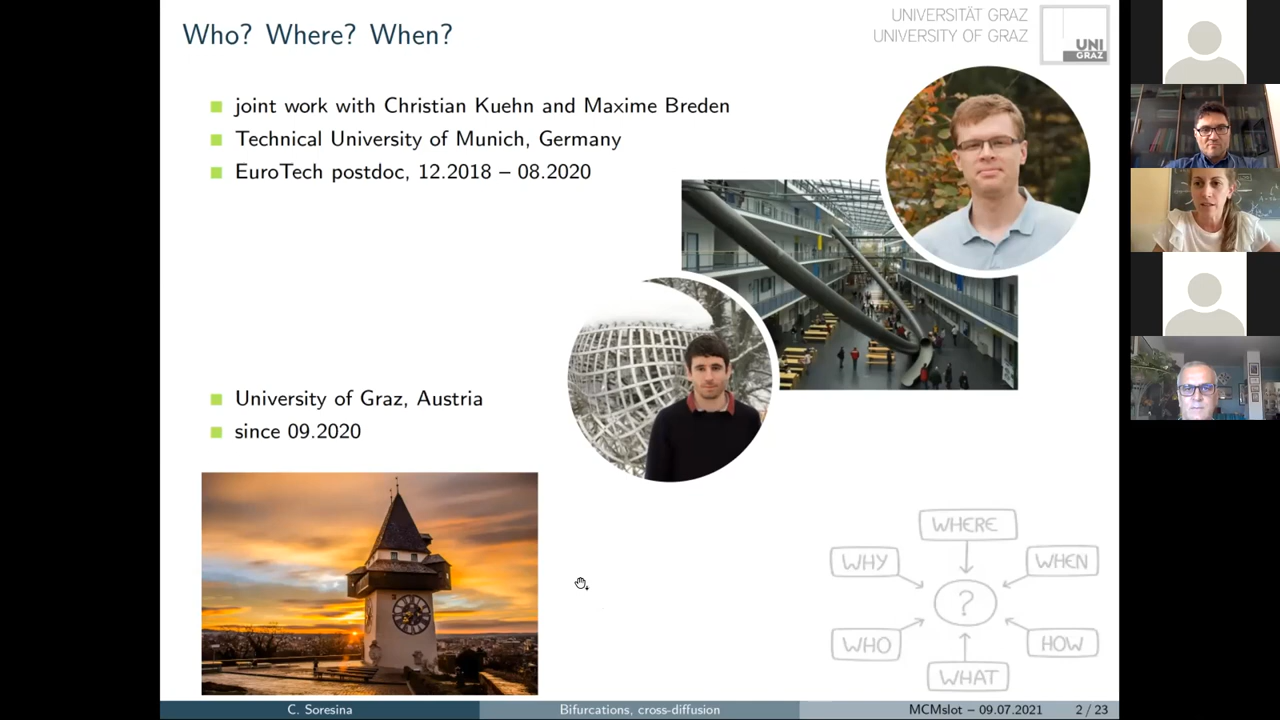 Who? Where? When?
UNIVERSITÄT GRAZ
UNIVERSITY OF GRAZ
UNI
GRAZ
joint work with Christian Kuehn and Maxime Breden
Technical University of Munich, Germany
EuroTech postdoc, 12.2018 – 08.2020
University of Graz, Austria
since 09.2020
WHERE
WHY
WHEN
?
WHO
HOW
WHAT
C. Soresina
Bifurcations, cross-diffusion
MCMslot – 09.07.2021
2 / 23